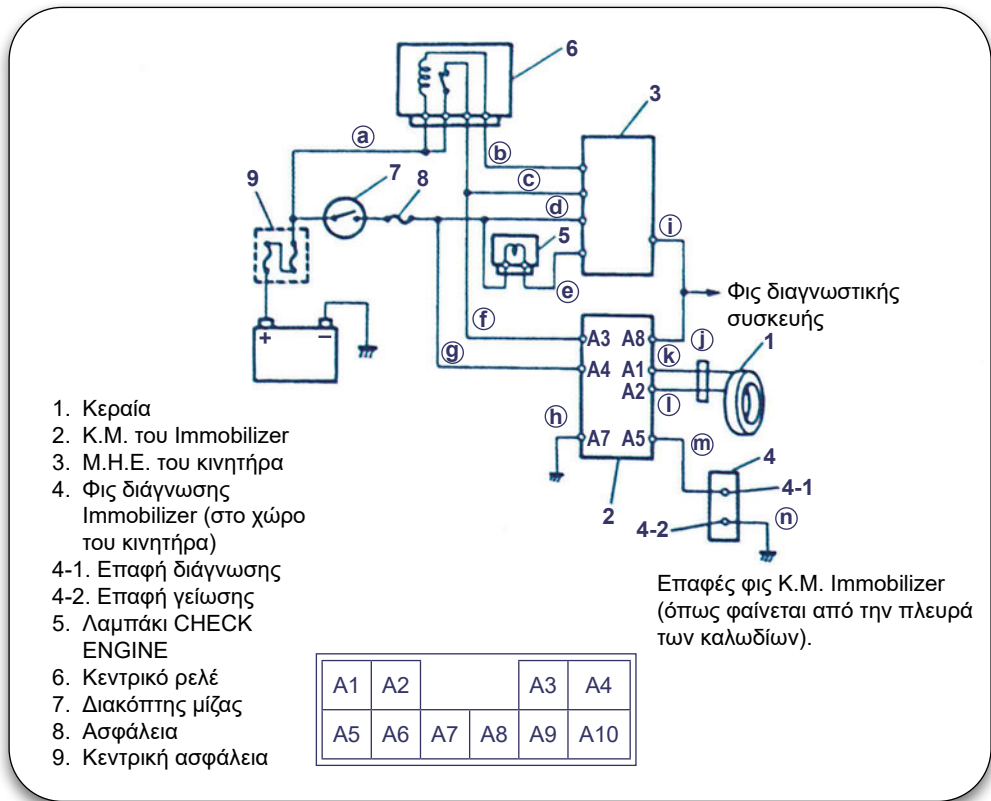 6
3
a
b
7
8
c
9
d
i
5
e
Φις διαγνωστικής
συσκευής
f
+ −
A3 A8
j
1
g
k
A4 A1
A2
l
h
m
A7 A5
4
4-1
2
4-2
n
1. Κεραία
2. Κ.Μ. του Immobilizer
3. Μ.Η.Ε. του κινητήρα
4. Φις διάγνωσης
Immobilizer (στο χώρο
του κινητήρα)
4-1. Επαφή διάγνωσης
4-2. Επαφή γείωσης
5. Λαμπάκι CHECK
ENGINE
6. Κεντρικό ρελέ
7. Διακόπτης μίζας
8. Ασφάλεια
9. Κεντρική ασφάλεια
Επαφές φις Κ.Μ. Immobilizer
(όπως φαίνεται από την πλευρά
των καλωδίων).
A1 A2 A3 A4
A5 A6 A7 A8 A9 A10